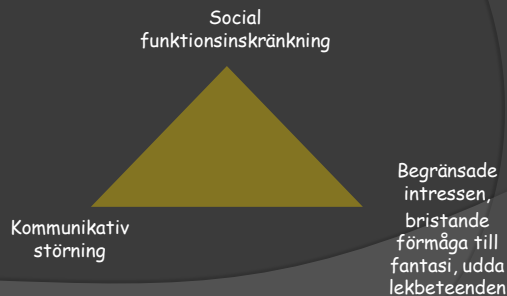 Social
funktionsinskränkning
Begränsade
intressen,
bristande
förmåga till
fantasi, udda
lekbeteenden
Kommunikativ
störning